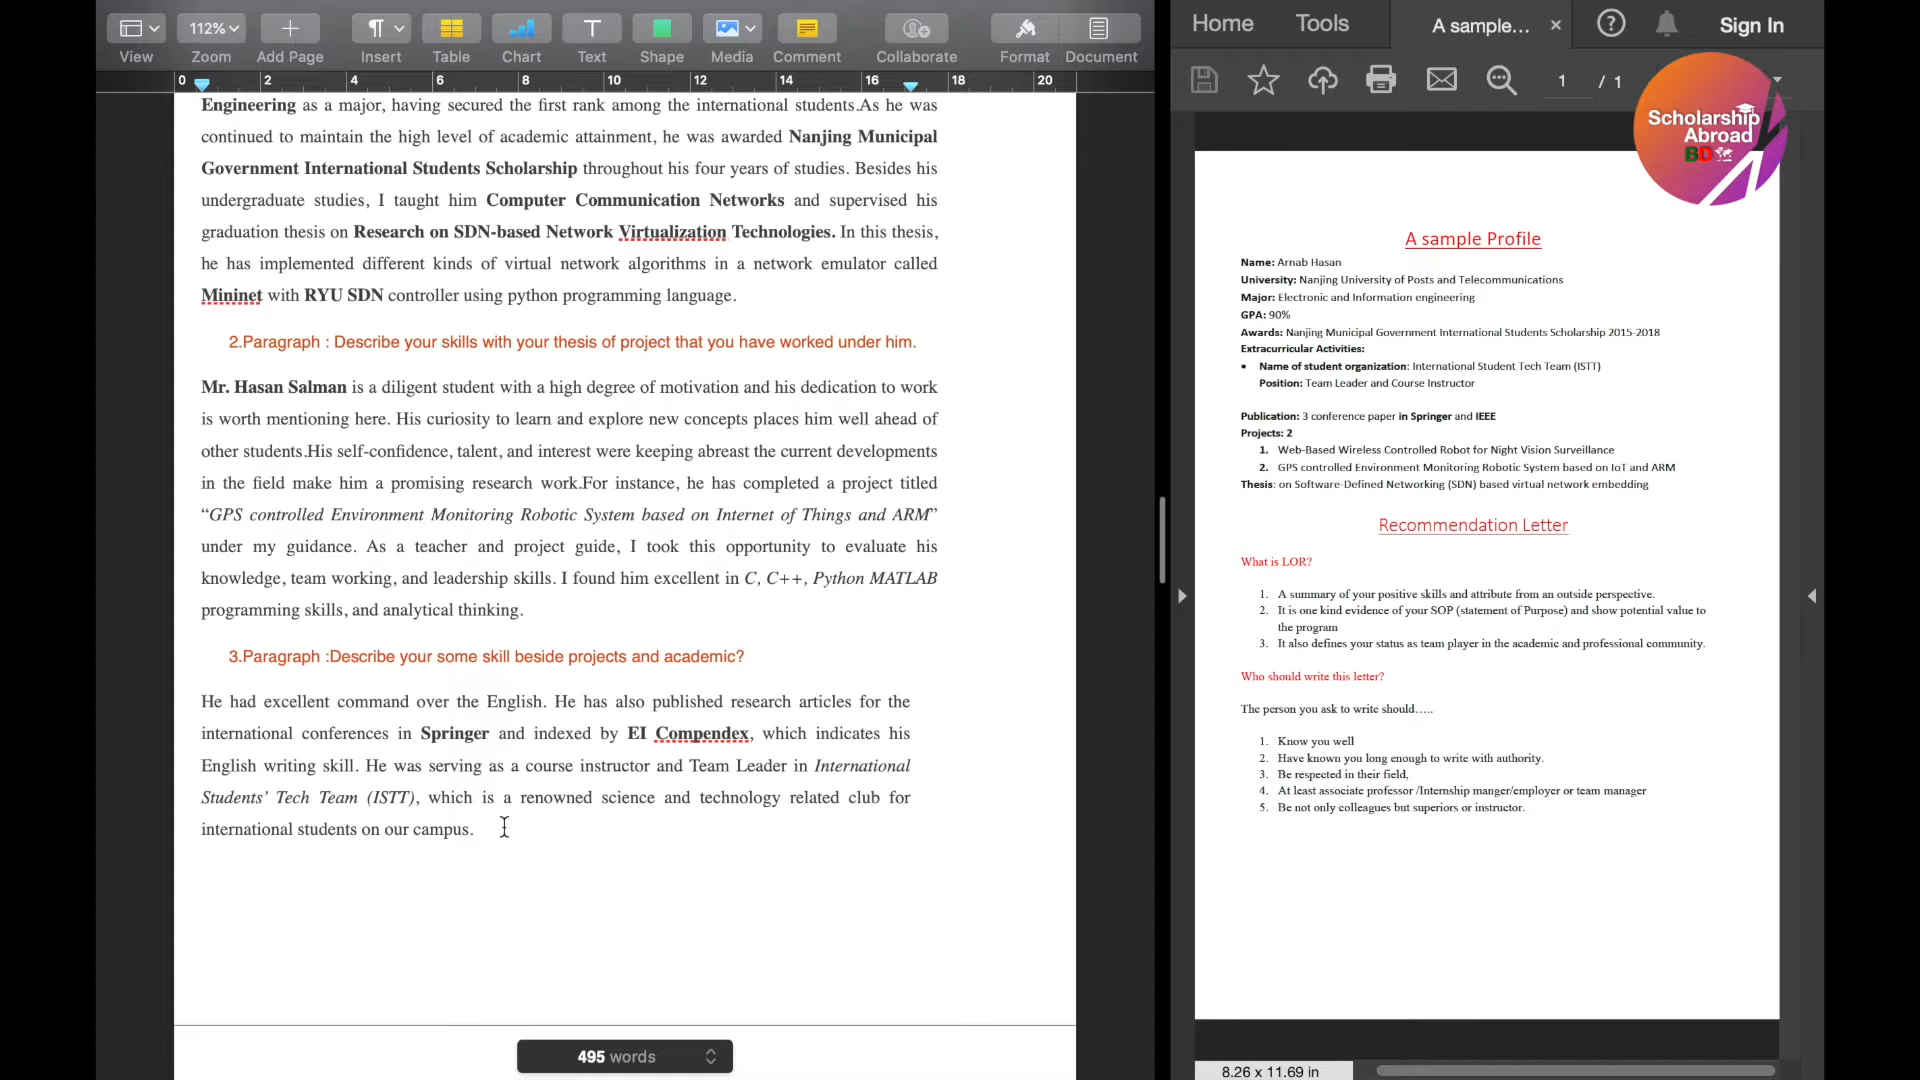 View
112%
Zoom
Add Page
Insert
Table
Chart
Text
Shape
Media
Comment
Collaborate
Format
Document
0 2 4 6 8 10 12 14 16 18 20
Engineering as a major, having secured the first rank among the international students.As he was
continued to maintain the high level of academic attainment, he was awarded Nanjing Municipal
Government International Students Scholarship throughout his four years of studies. Besides his
undergraduate studies, I taught him Computer Communication Networks and supervised his
graduation thesis on Research on SDN-based Network Virtualization Technologies. In this thesis,
he has implemented different kinds of virtual network algorithms in a network emulator called
Mininet with RYU SDN controller using python programming language.
2.Paragraph : Describe your skills with your thesis of project that you have worked under him.
Mr. Hasan Salman is a diligent student with a high degree of motivation and his dedication to work
is worth mentioning here. His curiosity to learn and explore new concepts places him well ahead of
other students.His self-confidence, talent, and interest were keeping abreast the current developments
in the field make him a promising research work.For instance, he has completed a project titled
“GPS controlled Environment Monitoring Robotic System based on Internet of Things and ARM”
under my guidance. As a teacher and project guide, I took this opportunity to evaluate his
knowledge, team working, and leadership skills. I found him excellent in C, C++, Python MATLAB
programming skills, and analytical thinking.
3.Paragraph :Describe your some skill beside projects and academic?
He had excellent command over the English. He has also published research articles for the
international conferences in Springer and indexed by EI Compendex, which indicates his
English writing skill. He was serving as a course instructor and Team Leader in International
Students’ Tech Team (ISTT), which is a renowned science and technology related club for
international students on our campus.
495 words
Home
Tools
A sample...
Sign In
1 / 1
Scholarship
Abroad
BD
A sample Profile
Name: Arnab Hasan
University: Nanjing University of Posts and Telecommunications
Major: Electronic and Information engineering
GPA: 90%
Awards: Nanjing Municipal Government International Students Scholarship 2015-2018
Extracurricular Activities:
• Name of student organization: International Student Tech Team (ISTT)
Position: Team Leader and Course Instructor
Publication: 3 conference paper in Springer and IEEE
Projects: 2
1. Web-Based Wireless Controlled Robot for Night Vision Surveillance
2. GPS controlled Environment Monitoring Robotic System based on IoT and ARM
Thesis: on Software-Defined Networking (SDN) based virtual network embedding
Recommendation Letter
What is LOR?
1. A summary of your positive skills and attribute from an outside perspective.
2. It is one kind evidence of your SOP (statement of Purpose) and show potential value to
the program
3. It also defines your status as team player in the academic and professional community.
Who should write this letter?
The person you ask to write should…..
1. Know you well
2. Have known you long enough to write with authority.
3. Be respected in their field,
4. At least associate professor /Internship manger/employer or team manager
5. Be not only colleagues but superiors or instructor.
8.26 x 11.69 in